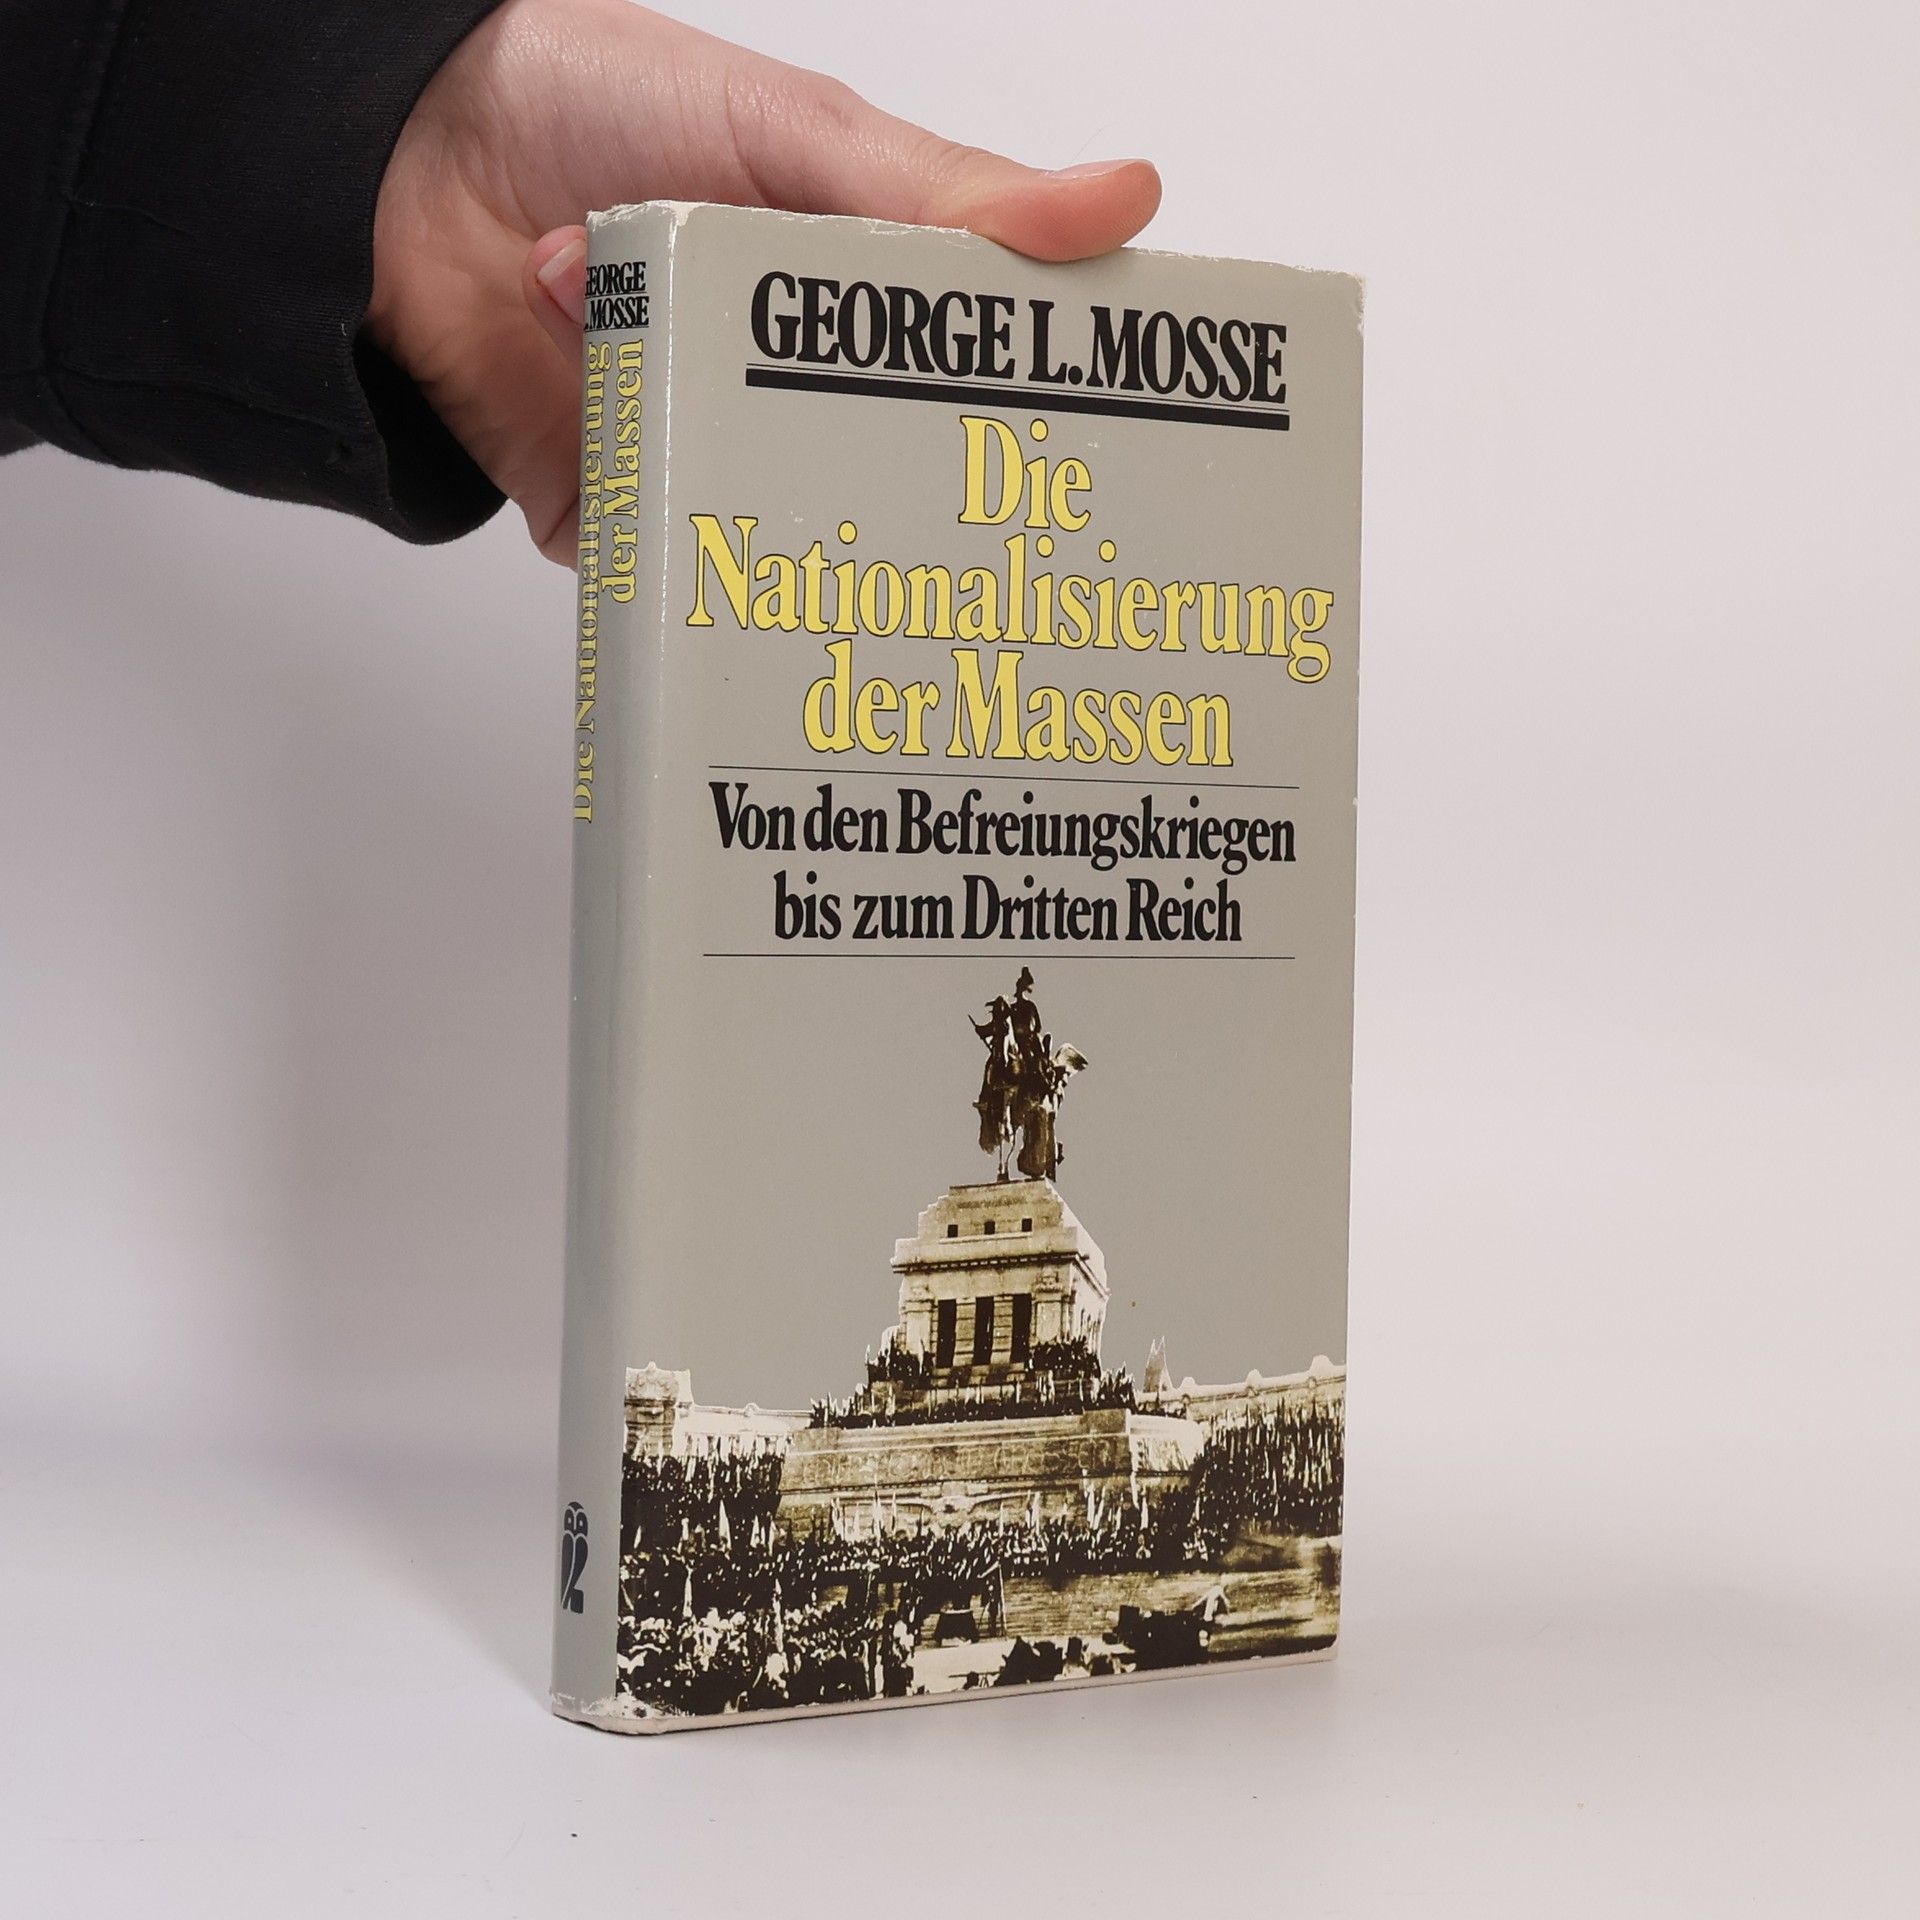 GEORGE L. MOSSE
Die
Nationalisierung
der Massen
Von den Befreiungskriegen
bis zum Dritten Reich
GEORGE
L. MOSSE
Die Nationalisierung
der Massen